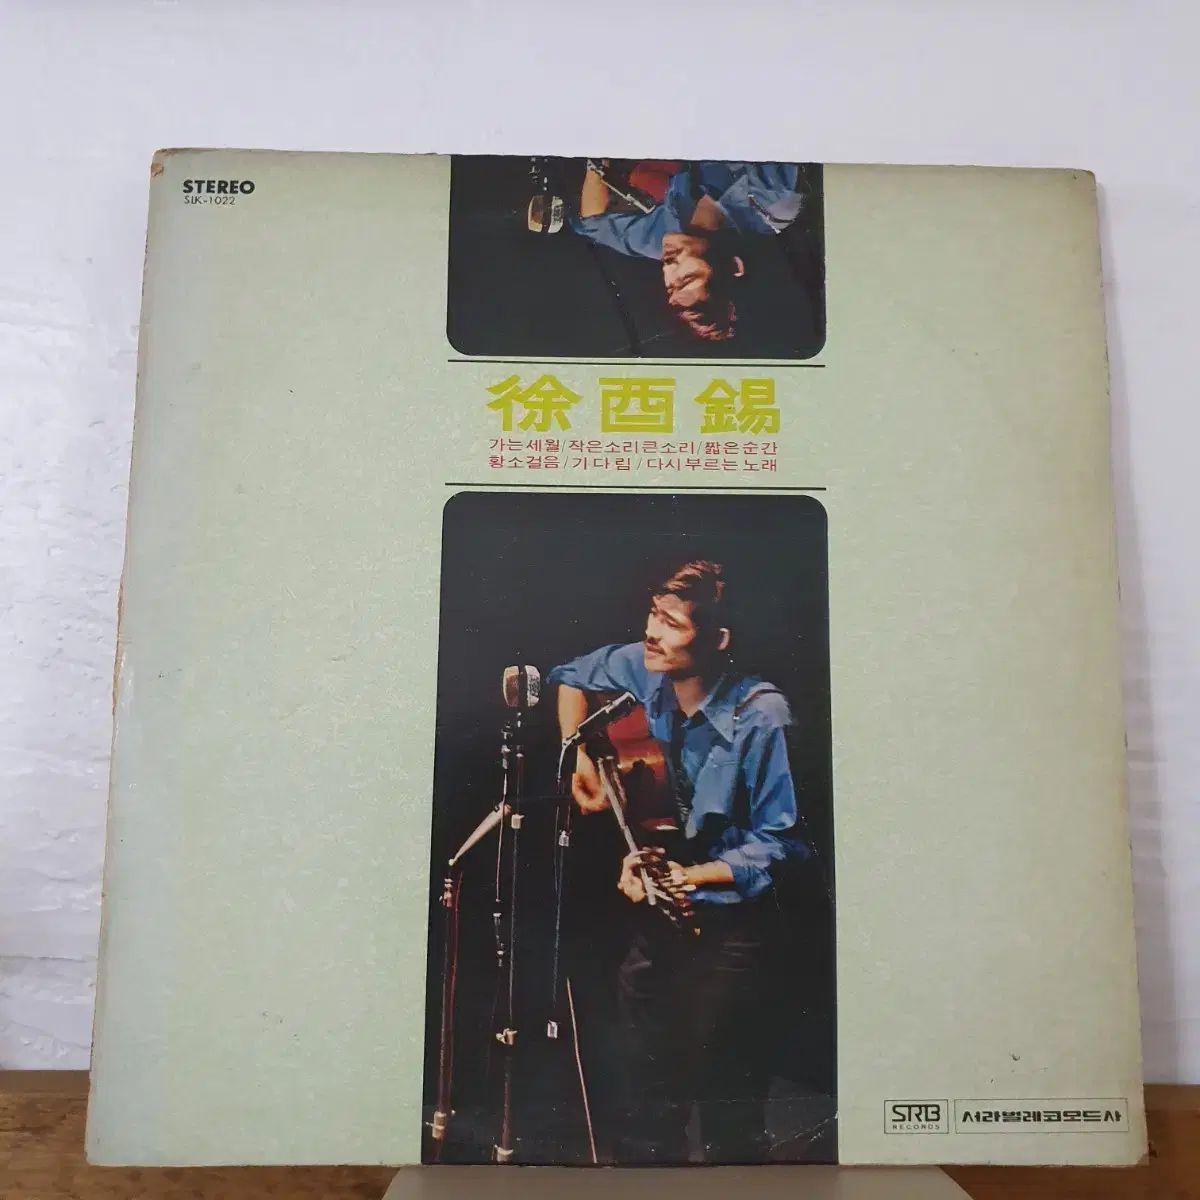 STEREO
SLK-1022
徐酉錫
가는세월/작은소리큰소리/짧은순간
황소걸음/기다림/다시부르는노래
SRB
RECORDS
서라벌레코오드사